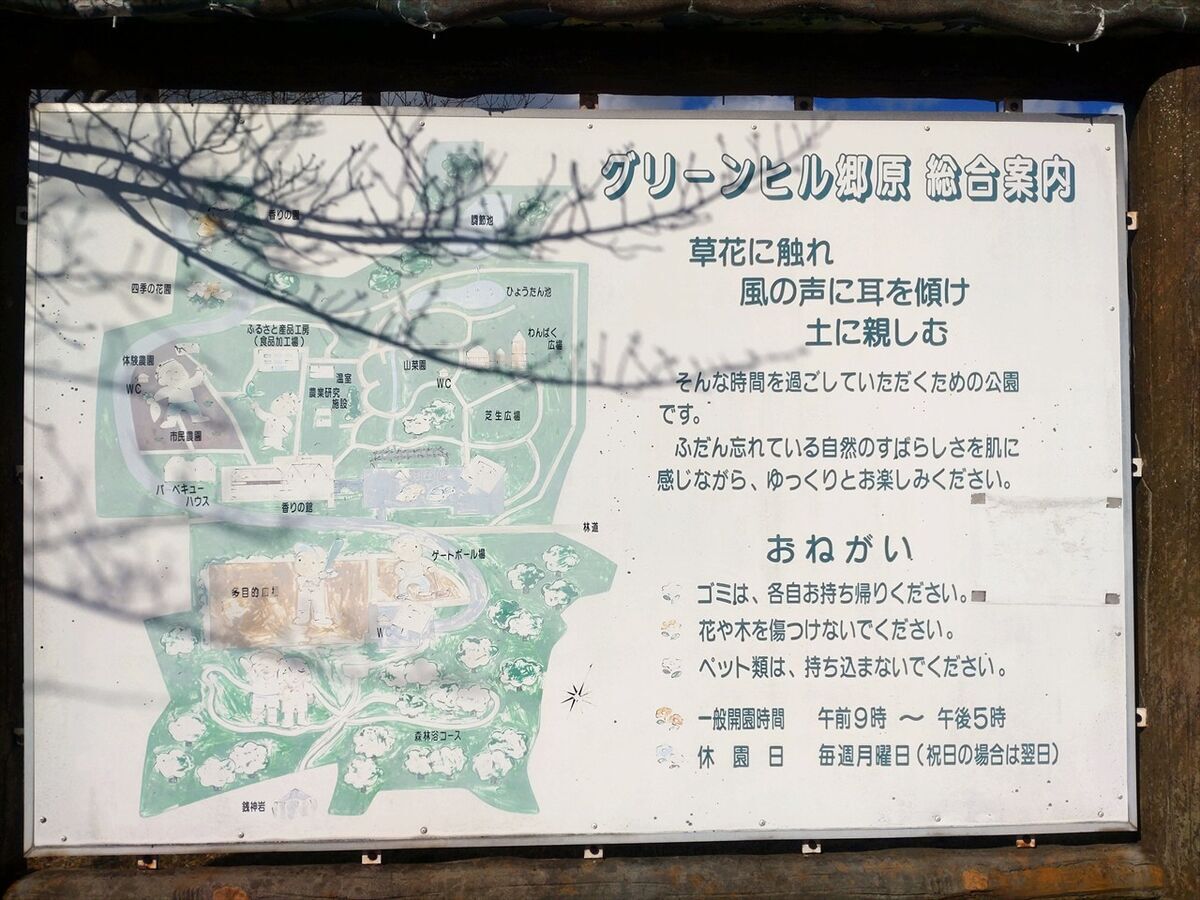 グリーンヒル郷原 総合案内
草花に触れ
風の声に耳を傾け
土に親しむ
そんな時間を過ごしていただくための公園
です。
ふだん忘れている自然のすばらしさを肌に
感じながら、ゆっくりとお楽しみください。
おねがい
ゴミは、各自お持ち帰りください。
花や木を傷つけないでください。
ペット類は、持ち込まないでください。
一般開園時間 午前9時 〜 午後5時
休園日 毎週月曜日(祝日の場合は翌日)
香りの園
調節池
四季の花園
ひょうたん池
ふるさと産品工房
(食品加工場)
わんぱく
広場
体験農園
WC
温室
山菜園
WC
農業研究
施設
芝生広場
市民農園
バーベキュー
ハウス
香りの館
林道
ゲートボール場
多目的広場
WC
森林浴コース
銭神岩